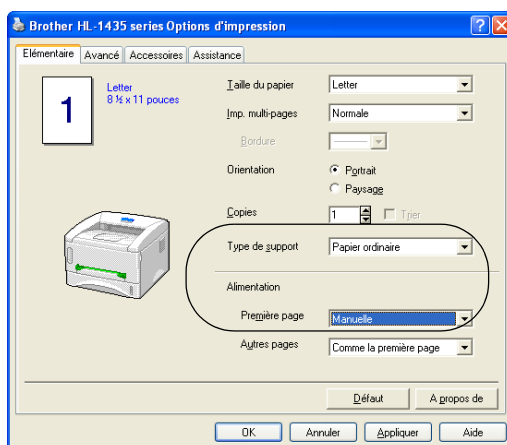 Brother HL-1435 series Options d'impression
Elémentaire Avancé Accessoires Assistance
1
Letter
8 ½ x 11 pouces
Taille du papier Letter
Imp. multi-pages Normale
Bordure
Orientation Portrait
Paysage
Copies 1 Trier
Type de support Papier ordinaire
Alimentation
Première page Manuelle
Autres pages Comme la première page
Défaut A propos de
OK Annuler Appliquer Aide